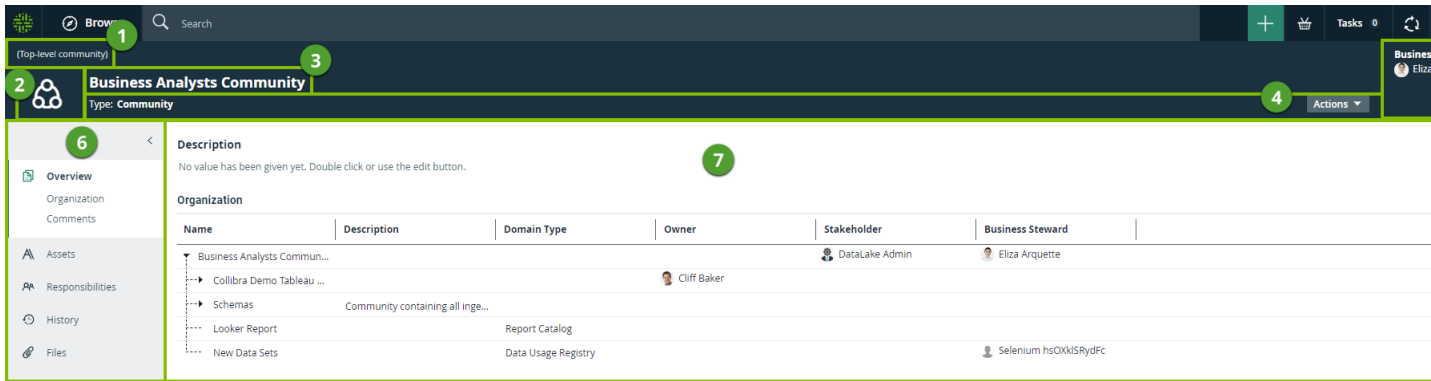 Brow
Search
Tasks 0
1
(Top-level community)
3
Busines
Eliza
2
Business Analysts Community
Type: Community
4
Actions
6
Description
7
No value has been given yet. Double click or use the edit button.
Overview
Organization
Comments
Organization
Name Description Domain Type Owner Stakeholder Business Steward
Assets
Business Analysts Commun... DataLake Admin Eliza Arquette
Collibra Demo Tableau ... Cliff Baker
Responsibilities
Schemas Community containing all inge...
History
Looker Report Report Catalog
Files
New Data Sets Data Usage Registry Selenium hsOXklSRydFc